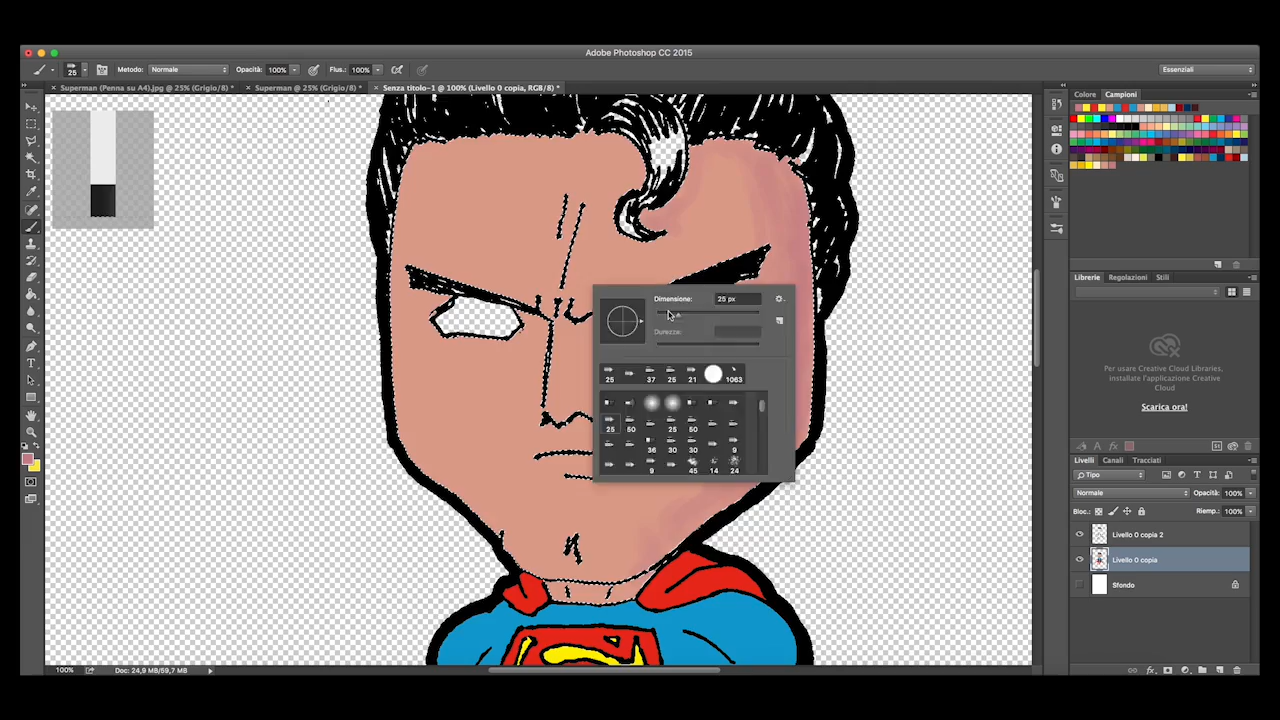 Adobe Photoshop CC 2015
25 Metodo: Normale Opacità: 100% Flus.: 100% Essenziali
Superman (Penna su A4).jpg @ 25% (Grigio/8) * Superman @ 25% (Grigio/8) * Senza titolo-1 @ 100% (Livello 0 copia, RGB/8) *
Colore Campioni
Librerie Regolazioni Stili
Per usare Creative Cloud Libraries,
installate l'applicazione Creative
Cloud
Scarica ora!
Dimensione: 25 px
Durezza:
25 37 25 21 1063
25 50 25 50
36 30 30 9
9 45 14 24
Livelli Canali Tracciati
Tipo
Normale Opacità: 100%
Bloc.: Riemp.: 100%
Livello 0 copia 2
Livello 0 copia
Sfondo
100% Doc: 24,9 MB/59,7 MB